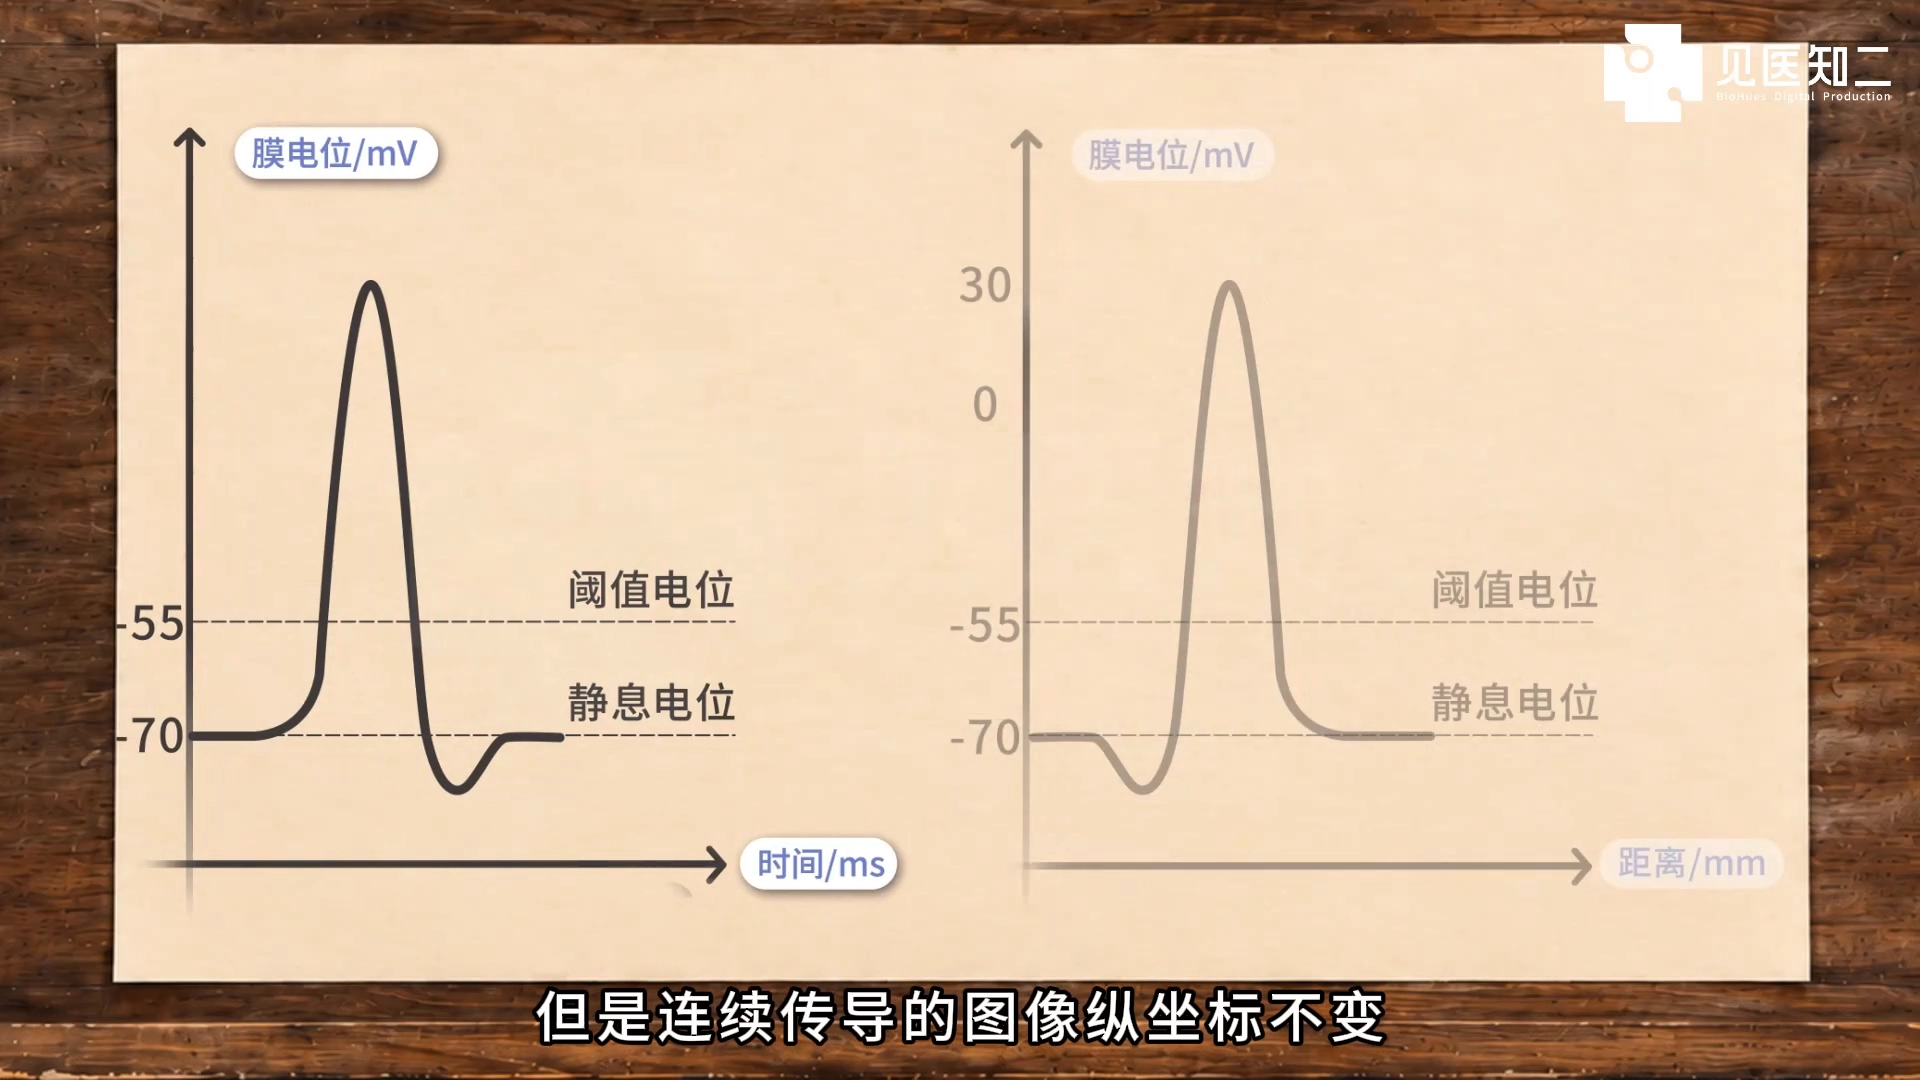 见医知二
BioHues Digital Production
膜电位/mV
阈值电位
-55
静息电位
-70
时间/ms
膜电位/mV
30
0
阈值电位
-55
静息电位
-70
距离/mm
但是连续传导的图像纵坐标不变